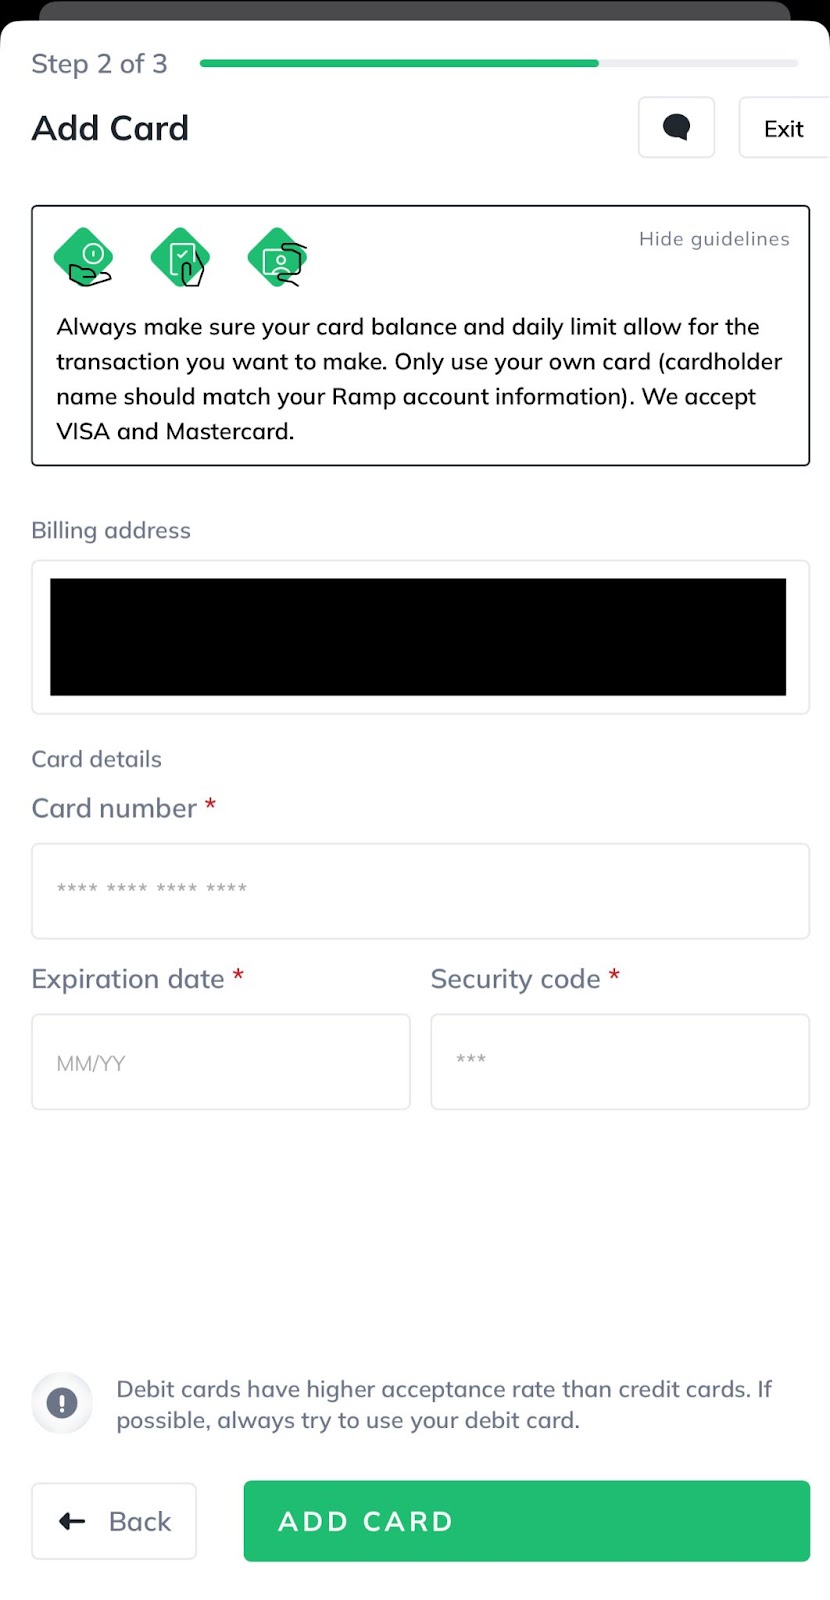 Step 2 of 3
Add Card
Exit
Hide guidelines
Always make sure your card balance and daily limit allow for the
transaction you want to make. Only use your own card (cardholder
name should match your Ramp account information). We accept
VISA and Mastercard.
Billing address
Card details
Card number *
**** **** **** ****
Expiration date * Security code *
MM/YY ***
Debit cards have higher acceptance rate than credit cards. If
possible, always try to use your debit card.
Back ADD CARD